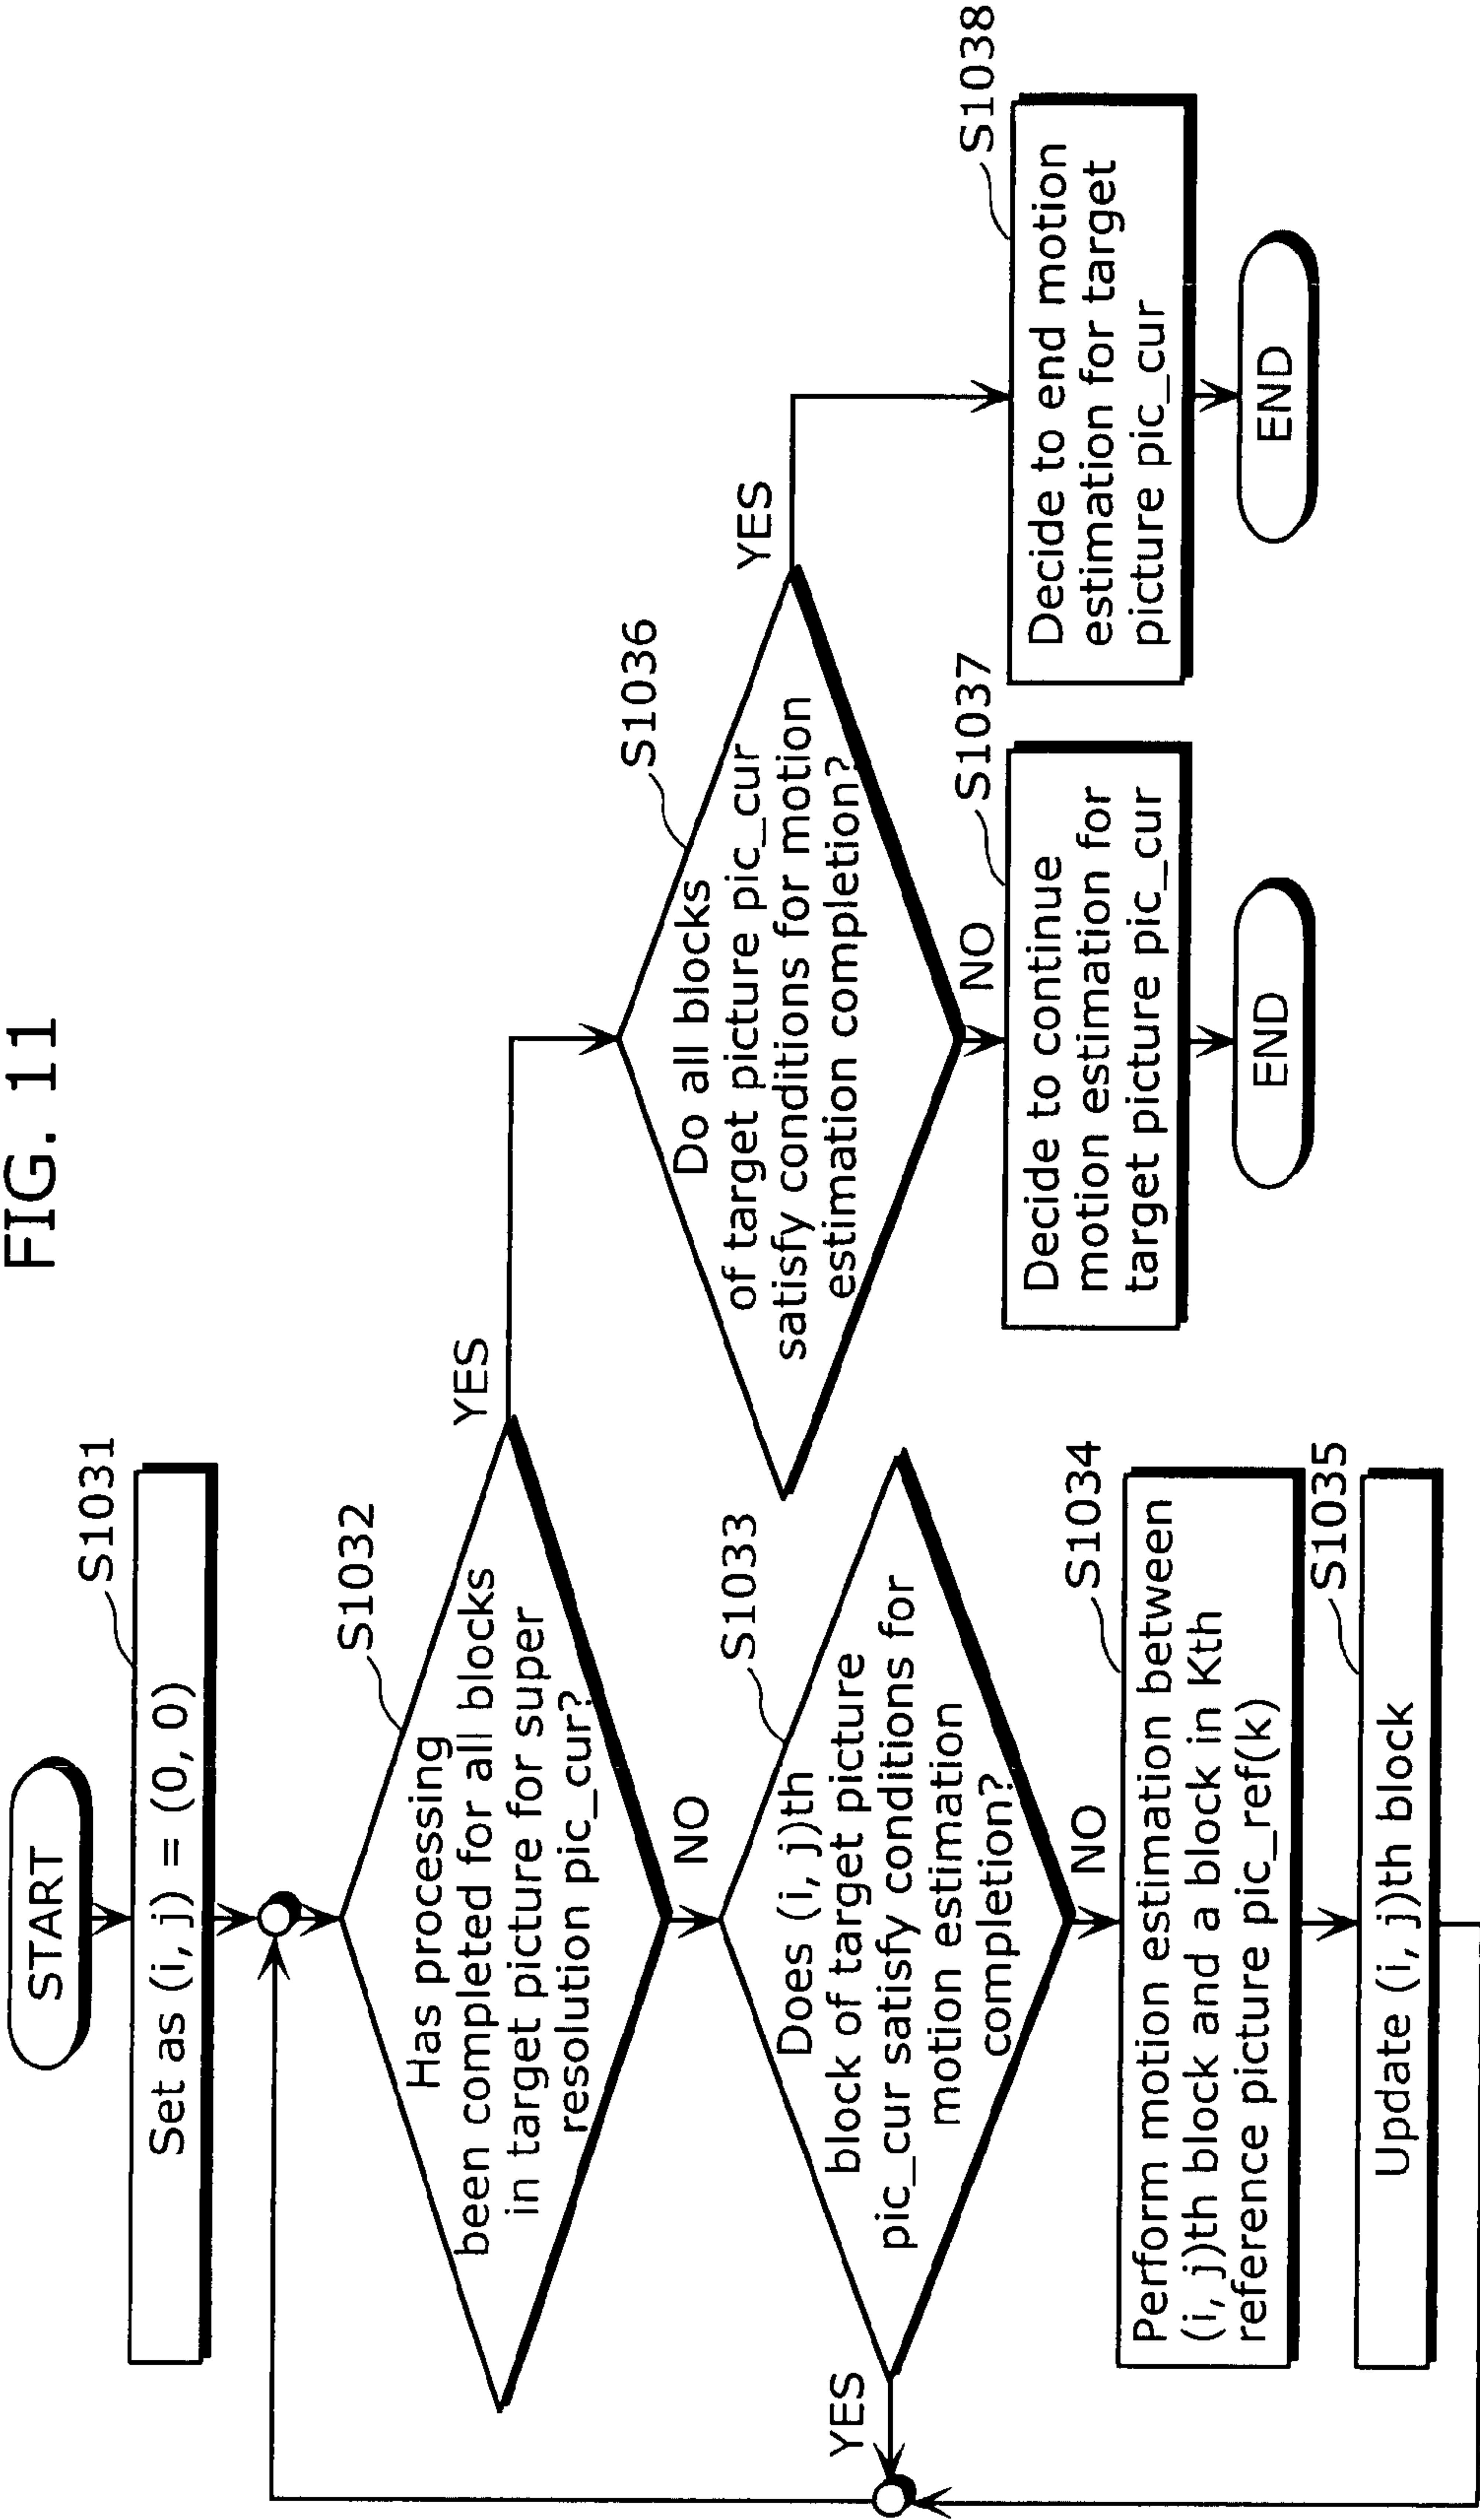 FIG. 11
START
S1031
Set as (i, j) = (0, 0)
S1032
Has processing
been completed for all blocks
in target picture for super
resolution pic_cur?
YES
NO
S1033
Does (i, j)th
block of target picture
pic_cur satisfy conditions for
motion estimation
completion?
YES
NO
S1034
Perform motion estimation between
(i, j)th block and a block in Kth
reference picture pic_ref(k)
S1035
Update (i, j)th block
S1036
Do all blocks
of target picture pic_cur
satisfy conditions for motion
estimation completion?
YES
NO
S1037
Decide to continue
motion estimation for
target picture pic_cur
END
S1038
Decide to end motion
estimation for target
picture pic_cur
END